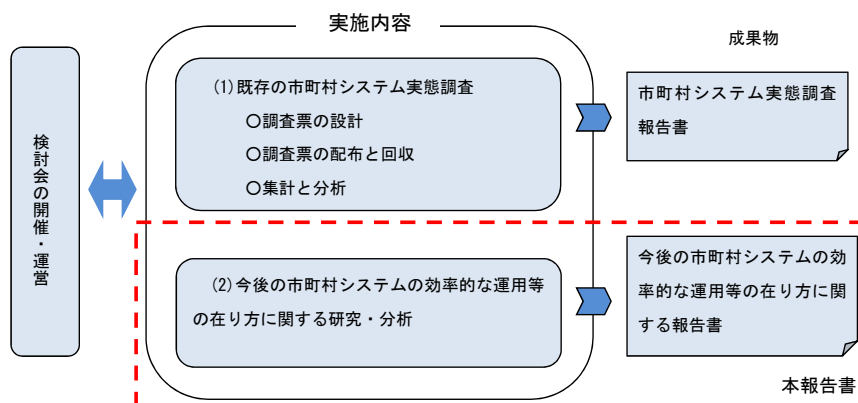 実施内容
成果物
検討会の開催・運営
(1)既存の市町村システム実態調査
〇調査票の設計
〇調査票の配布と回収
〇集計と分析
市町村システム実態調査
報告書
(2)今後の市町村システムの効率的な運用等
の在り方に関する研究・分析
今後の市町村システムの効
率的な運用等の在り方に関
する報告書
本報告書